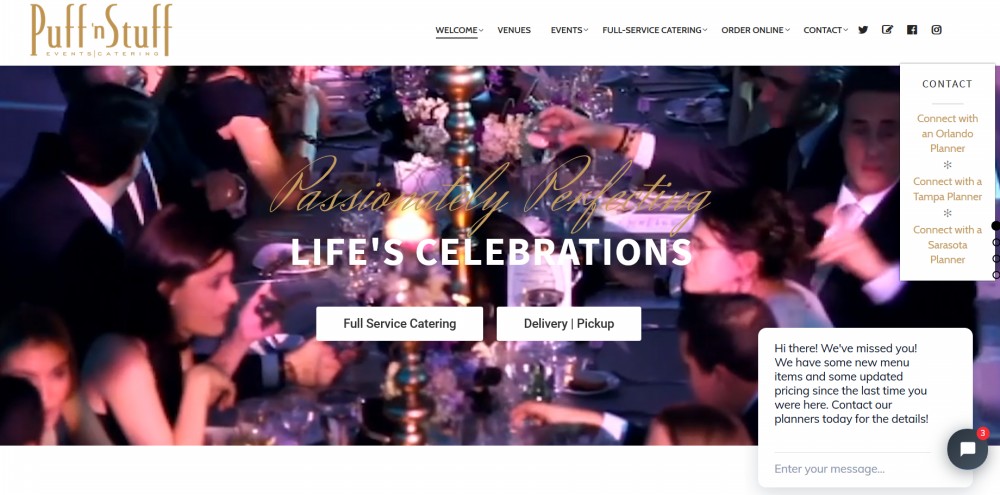 Puff 'n Stuff
EVENTS | CATERING
WELCOME VENUES EVENTS FULL-SERVICE CATERING ORDER ONLINE CONTACT
CONTACT
Connect with
an Orlando
Planner
Connect with a
Tampa Planner
Connect with a
Sarasota
Planner
Passionately Perfecting
LIFE'S CELEBRATIONS
Full Service Catering Delivery | Pickup
Hi there! We've missed you!
We have some new menu
items and some updated
pricing since the last time you
were here. Contact our
planners today for the details!
3
Enter your message...